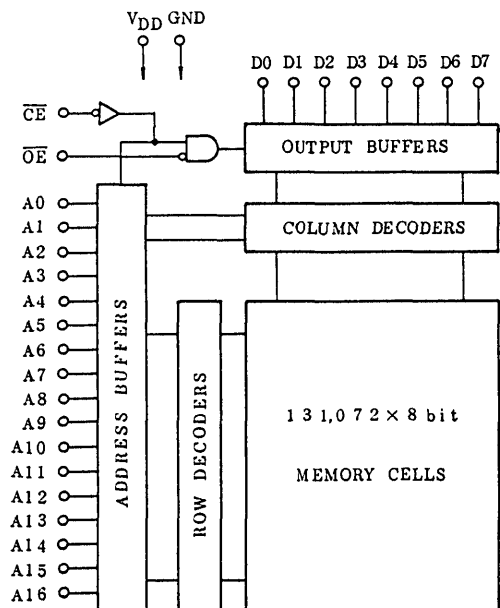 VDD GND
D0 D1 D2 D3 D4 D5 D6 D7
CE
OE
OUTPUT BUFFERS
COLUMN DECODERS
A0
A1
A2
A3
A4
A5
A6
A7
A8
A9
A10
A11
A12
A13
A14
A15
A16
ADDRESS BUFFERS
ROW DECODERS
131,072 × 8 bit
MEMORY CELLS